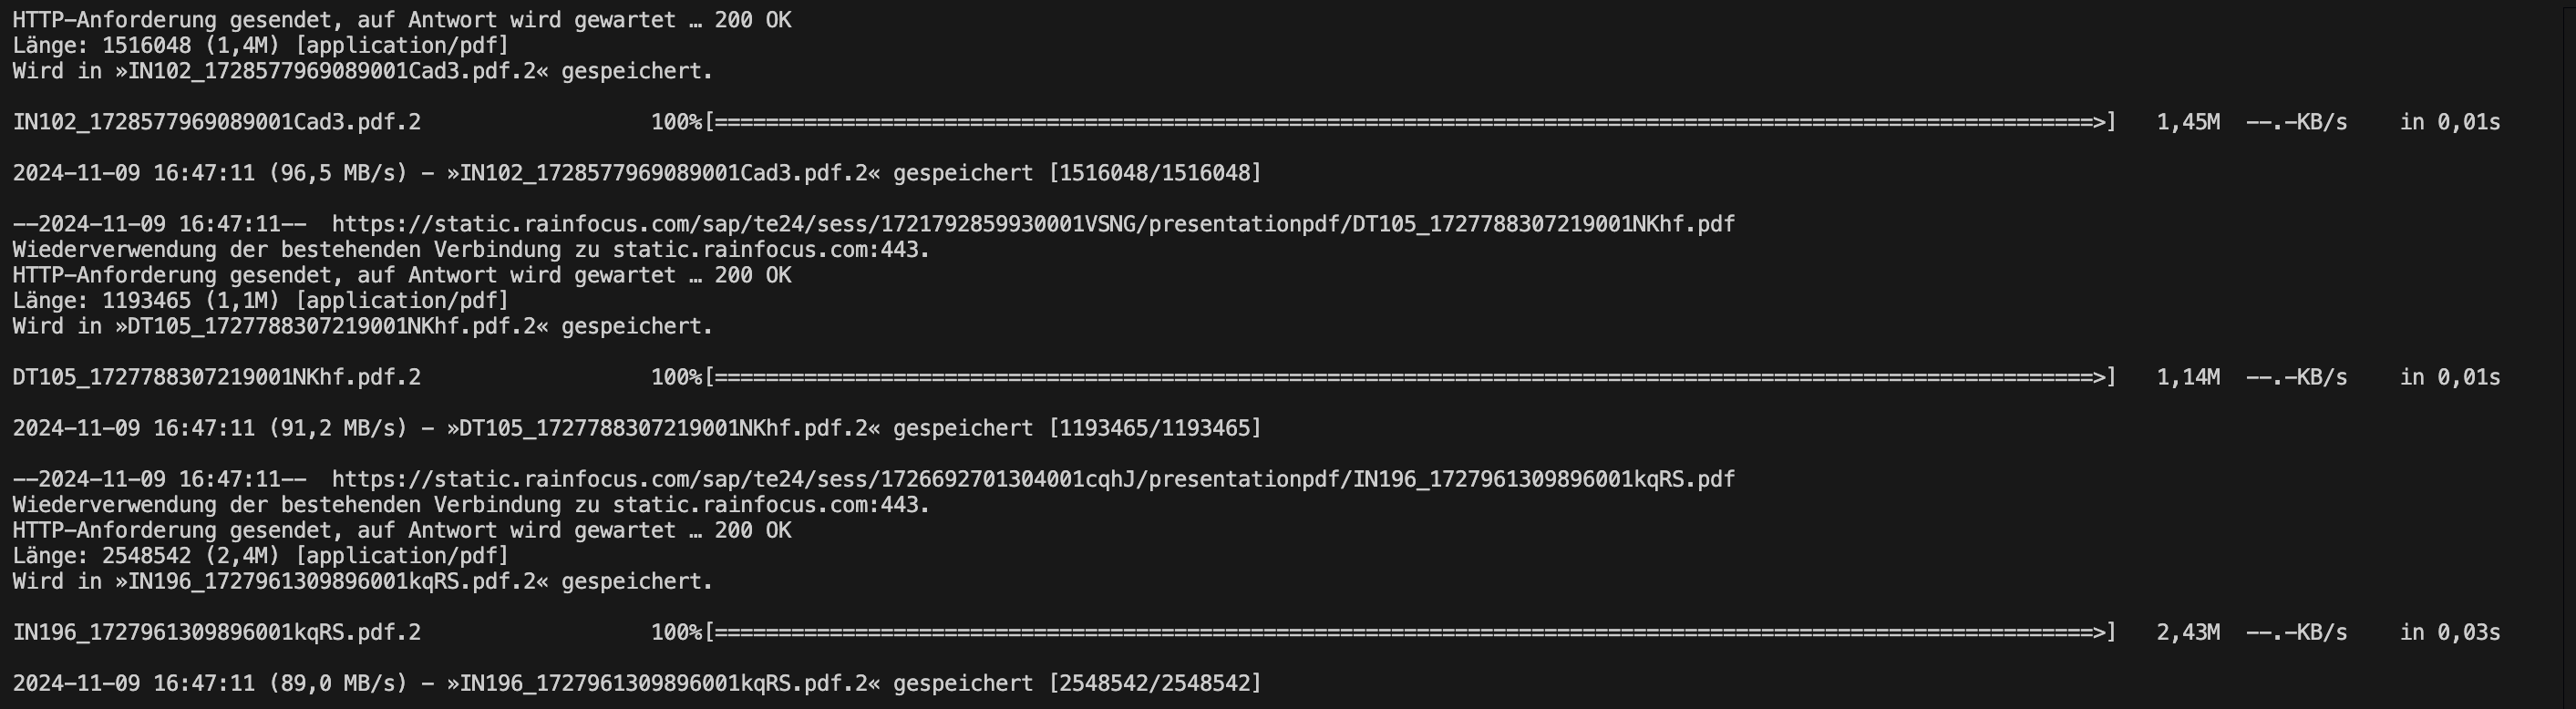 HTTP-Anforderung gesendet, auf Antwort wird gewartet … 200 OK
Länge: 1516048 (1,4M) [application/pdf]
Wird in »IN102_1728577969089001Cad3.pdf.2« gespeichert.
IN102_1728577969089001Cad3.pdf.2 100%[============================================================================================================>] 1,45M --.-KB/s in 0,01s
2024-11-09 16:47:11 (96,5 MB/s) - »IN102_1728577969089001Cad3.pdf.2« gespeichert [1516048/1516048]
--2024-11-09 16:47:11-- https://static.rainfocus.com/sap/te24/sess/1721792859930001VSNG/presentationpdf/DT105_1727788307219001NKhf.pdf
Wiederverwendung der bestehenden Verbindung zu static.rainfocus.com:443.
HTTP-Anforderung gesendet, auf Antwort wird gewartet … 200 OK
Länge: 1193465 (1,1M) [application/pdf]
Wird in »DT105_1727788307219001NKhf.pdf.2« gespeichert.
DT105_1727788307219001NKhf.pdf.2 100%[============================================================================================================>] 1,14M --.-KB/s in 0,01s
2024-11-09 16:47:11 (91,2 MB/s) - »DT105_1727788307219001NKhf.pdf.2« gespeichert [1193465/1193465]
--2024-11-09 16:47:11-- https://static.rainfocus.com/sap/te24/sess/1726692701304001cqhJ/presentationpdf/IN196_1727961309896001kqRS.pdf
Wiederverwendung der bestehenden Verbindung zu static.rainfocus.com:443.
HTTP-Anforderung gesendet, auf Antwort wird gewartet … 200 OK
Länge: 2548542 (2,4M) [application/pdf]
Wird in »IN196_1727961309896001kqRS.pdf.2« gespeichert.
IN196_1727961309896001kqRS.pdf.2 100%[============================================================================================================>] 2,43M --.-KB/s in 0,03s
2024-11-09 16:47:11 (89,0 MB/s) - »IN196_1727961309896001kqRS.pdf.2« gespeichert [2548542/2548542]